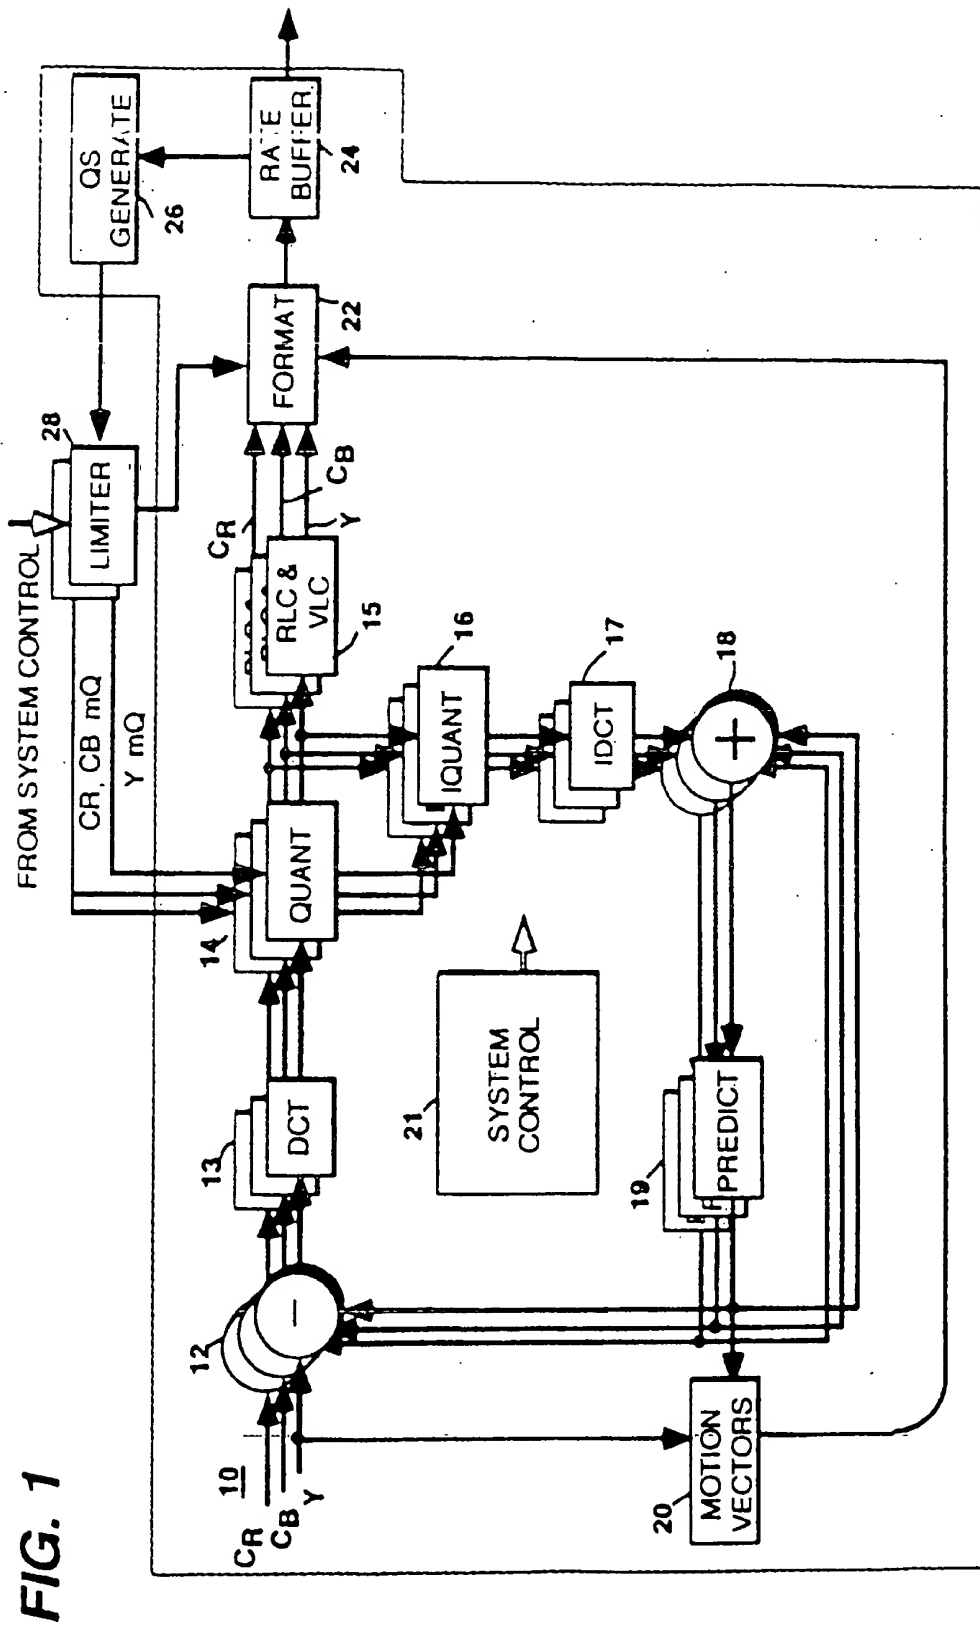 FIG. 1
FROM SYSTEM CONTROL
CR, CB mQ
Y mQ
28
LIMITER
QS
GENERATE
26
10
CR
CB
Y
12
−
13
DCT
14
QUANT
RLC &
VLC
15
CR
CB
Y
FORMAT
22
RATE
BUFFER
24
IQUANT
16
IDCT
17
+
18
21
SYSTEM
CONTROL
19
PREDICT
20
MOTION
VECTORS